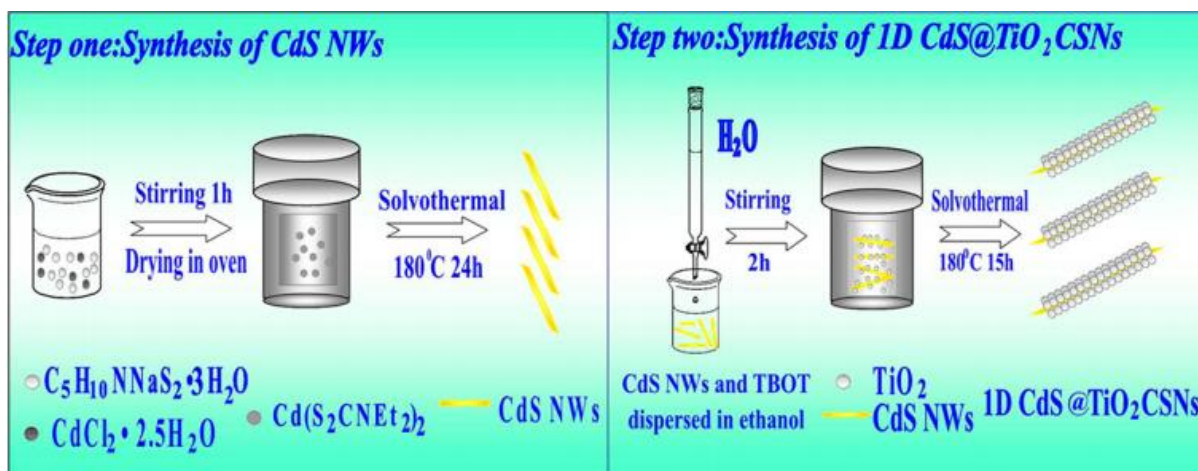 Step one:Synthesis of CdS NWs
Stirring 1h
Drying in oven
Solvothermal
180⁰C 24h
C₅H₁₀NNaS₂•3H₂O
CdCl₂•2.5H₂O
Cd(S₂CNEt₂)₂
CdS NWs
Step two:Synthesis of 1D CdS@TiO₂CSNs
H₂O
Stirring
2h
Solvothermal
180⁰C 15h
CdS NWs and TBOT
dispersed in ethanol
TiO₂
CdS NWs
1D CdS@TiO₂CSNs